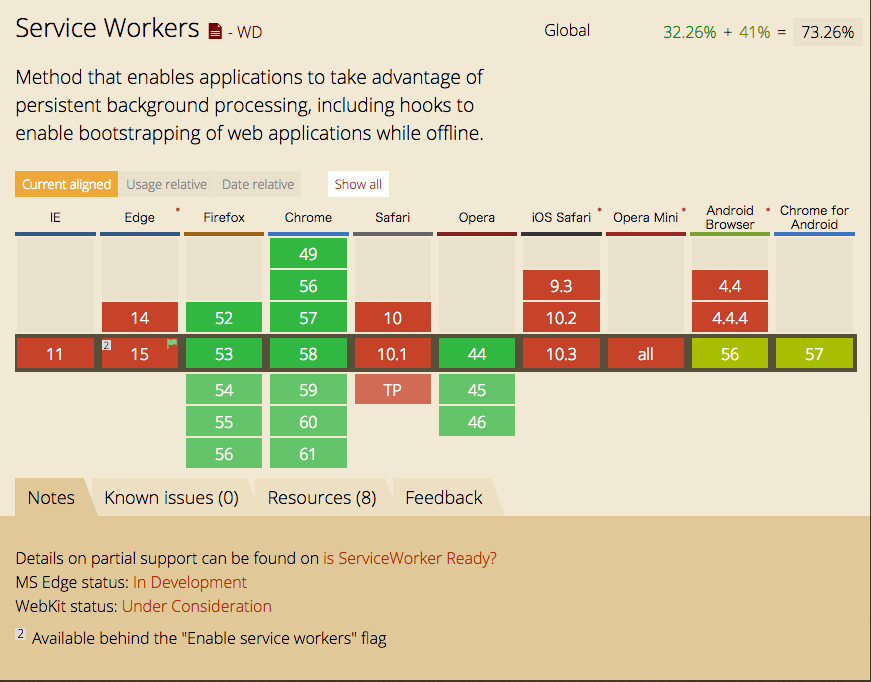 Service Workers - WD
Global 32.26% + 41% = 73.26%
Method that enables applications to take advantage of
persistent background processing, including hooks to
enable bootstrapping of web applications while offline.
Current aligned Usage relative Date relative Show all
IE Edge * Firefox Chrome Safari Opera iOS Safari * Opera Mini * Android Browser * Chrome for Android
49
56 9.3 4.4
14 52 57 10 10.2 4.4.4
11 2 15 53 58 10.1 44 10.3 all 56 57
54 59 TP 45
55 60 46
56 61
Notes Known issues (0) Resources (8) Feedback
Details on partial support can be found on is ServiceWorker Ready?
MS Edge status: In Development
WebKit status: Under Consideration
2 Available behind the "Enable service workers" flag